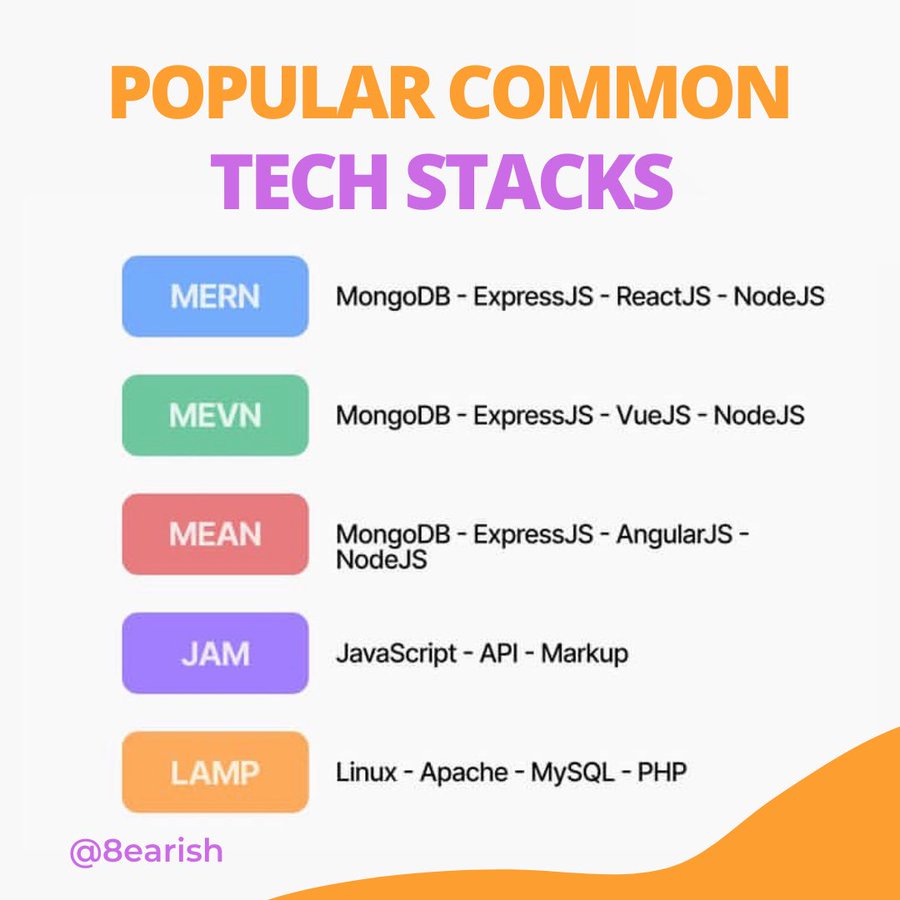 POPULAR COMMON
TECH STACKS
MERN
MongoDB - ExpressJS - ReactJS - NodeJS
MEVN
MongoDB - ExpressJS - VueJS - NodeJS
MEAN
MongoDB - ExpressJS - AngularJS -
NodeJS
JAM
JavaScript - API - Markup
LAMP
Linux - Apache - MySQL - PHP
@8earish